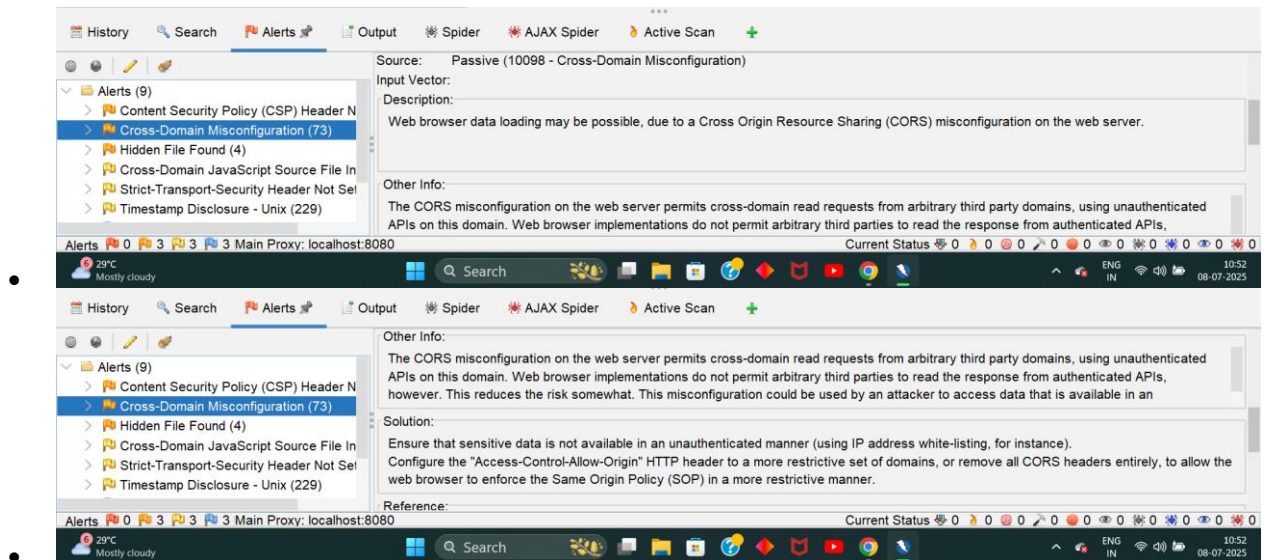 History Search Alerts Output Spider AJAX Spider Active Scan
Source: Passive (10098 - Cross-Domain Misconfiguration)
Input Vector:
Alerts (9)
Description:
Content Security Policy (CSP) Header N
Web browser data loading may be possible, due to a Cross Origin Resource Sharing (CORS) misconfiguration on the web server.
Cross-Domain Misconfiguration (73)
Hidden File Found (4)
Cross-Domain JavaScript Source File In
Other Info:
Strict-Transport-Security Header Not Set
The CORS misconfiguration on the web server permits cross-domain read requests from arbitrary third party domains, using unauthenticated
Timestamp Disclosure - Unix (229)
APIs on this domain. Web browser implementations do not permit arbitrary third parties to read the response from authenticated APIs,
Alerts 0 3 3 3 Main Proxy: localhost:8080 Current Status 0 0 0 0 0 0 0 0 0 0
6 29°C
Mostly cloudy
Search
ENG
IN
10:52
08-07-2025
History Search Alerts Output Spider AJAX Spider Active Scan
Other Info:
The CORS misconfiguration on the web server permits cross-domain read requests from arbitrary third party domains, using unauthenticated
Alerts (9)
APIs on this domain. Web browser implementations do not permit arbitrary third parties to read the response from authenticated APIs,
Content Security Policy (CSP) Header N
however. This reduces the risk somewhat. This misconfiguration could be used by an attacker to access data that is available in an
Cross-Domain Misconfiguration (73)
Hidden File Found (4)
Solution:
Cross-Domain JavaScript Source File In
Ensure that sensitive data is not available in an unauthenticated manner (using IP address white-listing, for instance).
Strict-Transport-Security Header Not Set
Configure the "Access-Control-Allow-Origin" HTTP header to a more restrictive set of domains, or remove all CORS headers entirely, to allow the
Timestamp Disclosure - Unix (229)
web browser to enforce the Same Origin Policy (SOP) in a more restrictive manner.
Reference:
Alerts 0 3 3 3 Main Proxy: localhost:8080 Current Status 0 0 0 0 0 0 0 0 0 0
6 29°C
Mostly cloudy
Search
ENG
IN
10:52
08-07-2025